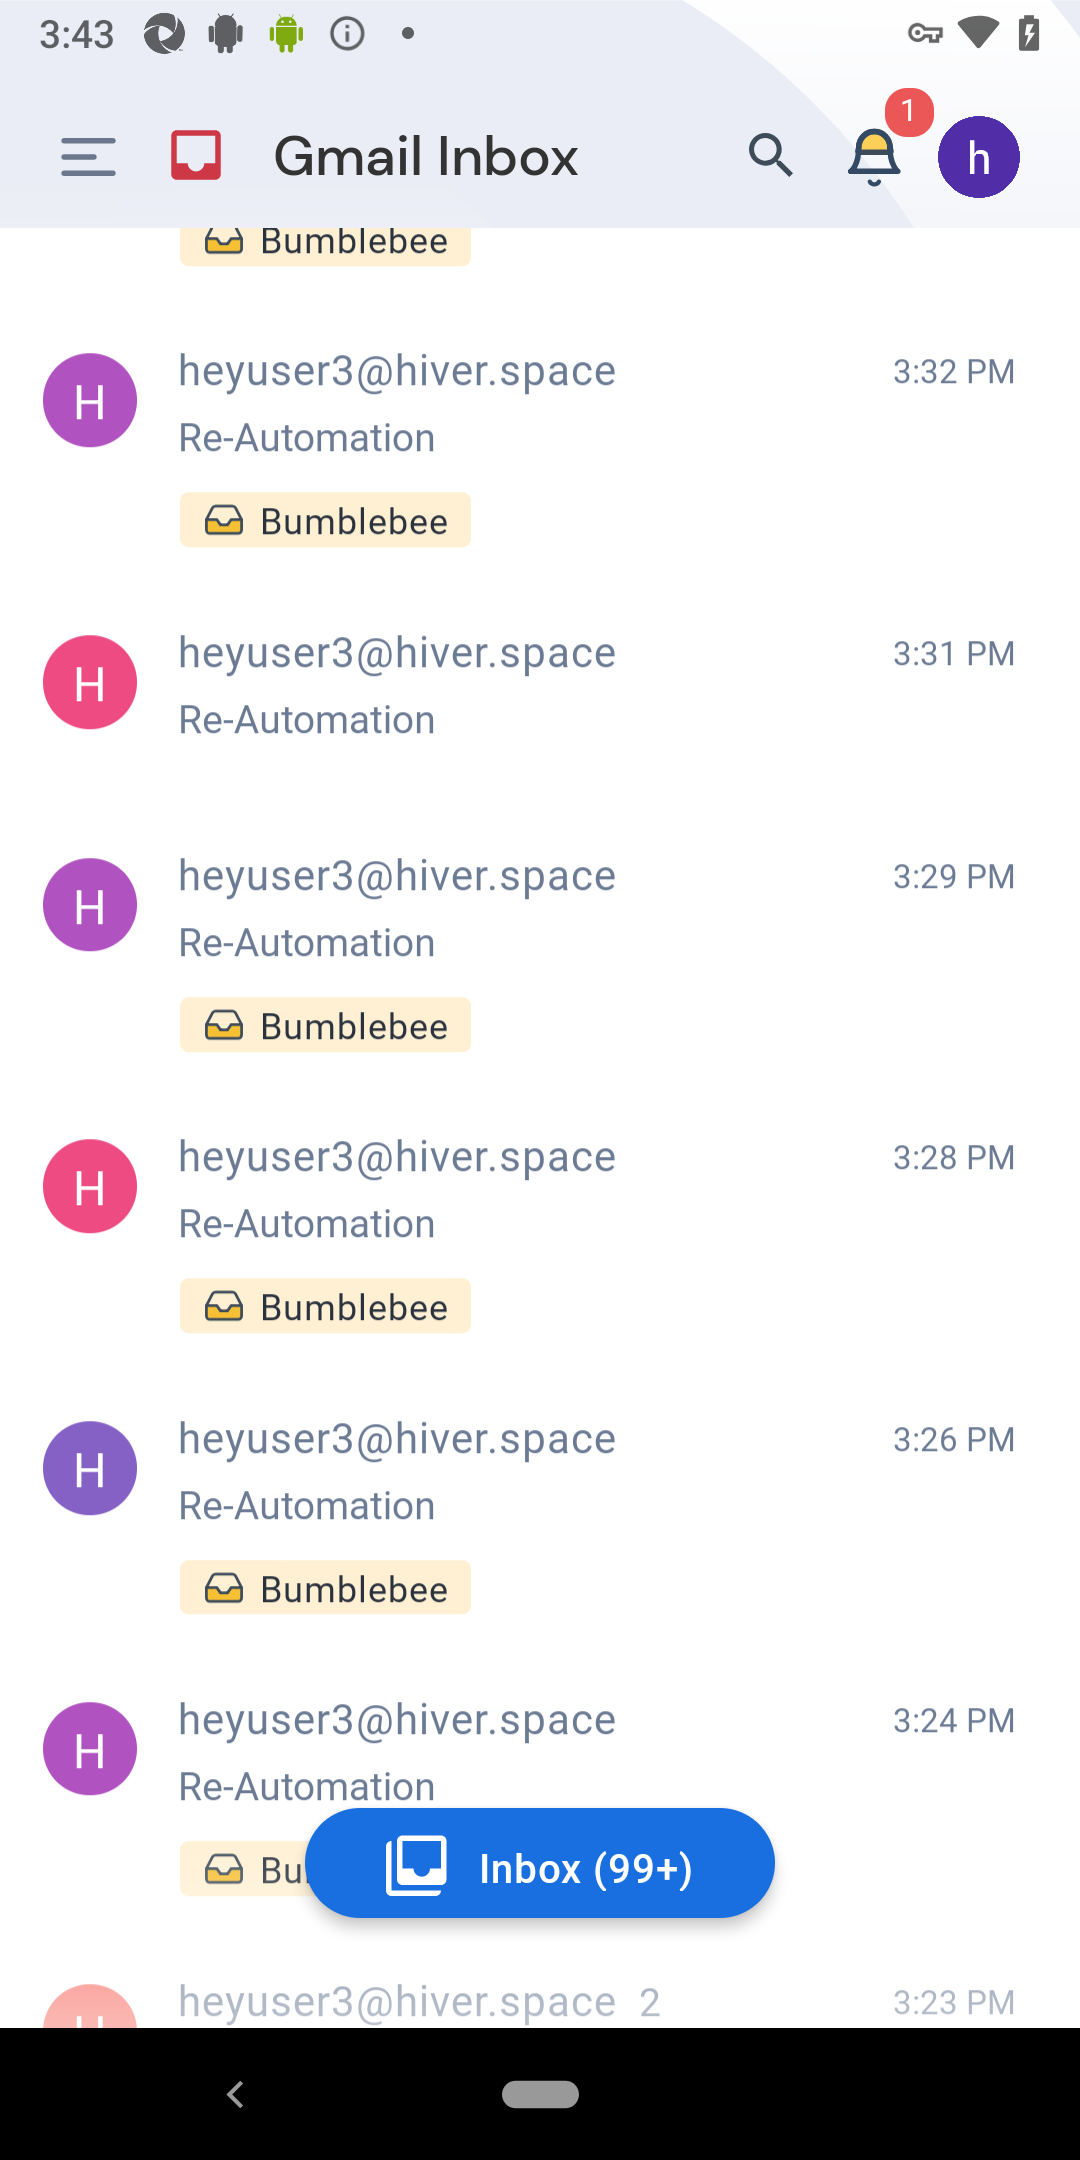 3:43
Gmail Inbox
1
h
Bumblebee
H
heyuser3@hiver.space
3:32 PM
Re-Automation
Bumblebee
H
heyuser3@hiver.space
3:31 PM
Re-Automation
H
heyuser3@hiver.space
3:29 PM
Re-Automation
Bumblebee
H
heyuser3@hiver.space
3:28 PM
Re-Automation
Bumblebee
H
heyuser3@hiver.space
3:26 PM
Re-Automation
Bumblebee
H
heyuser3@hiver.space
3:24 PM
Re-Automation
Bu
Inbox (99+)
H
heyuser3@hiver.space 2
3:23 PM